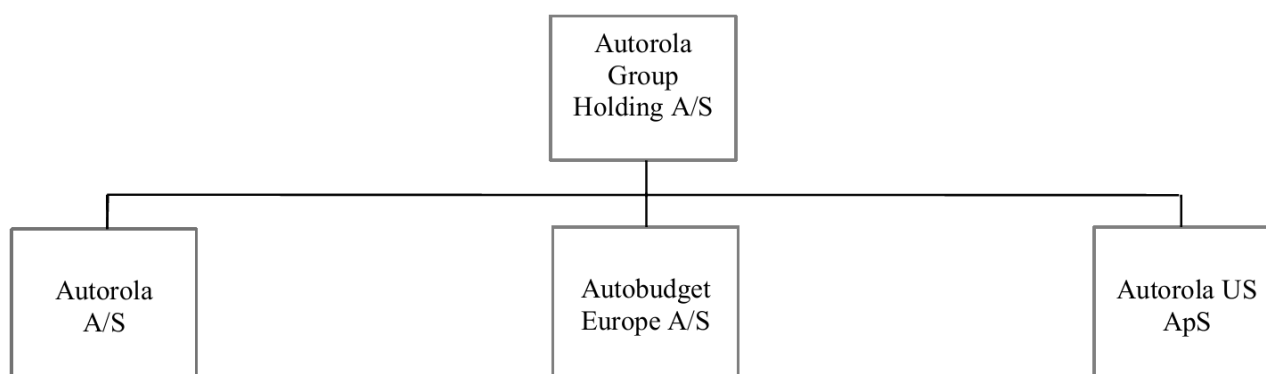 Autorola
Group
Holding A/S
Autorola
A/S
Autobudget
Europe A/S
Autorola US
ApS